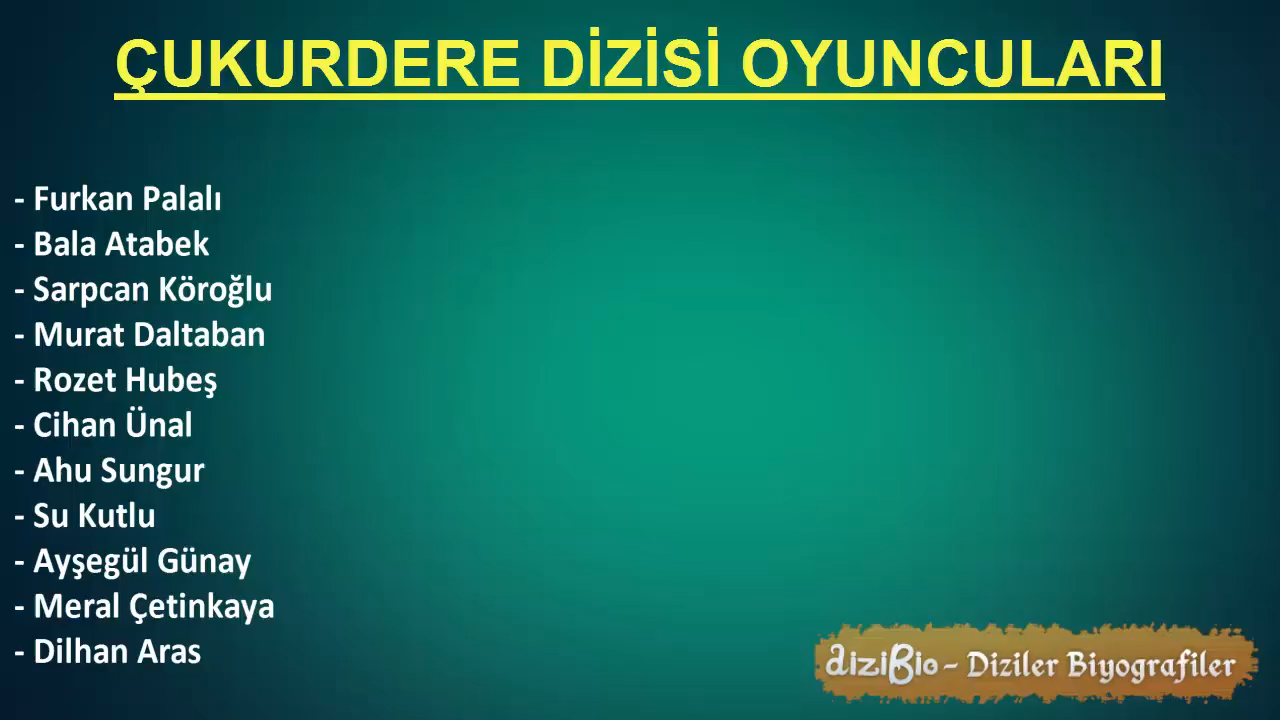 ÇUKURDERE DİZİSİ OYUNCULARI
- Furkan Palalı
- Bala Atabek
- Sarpcan Köroğlu
- Murat Daltaban
- Rozet Hubeş
- Cihan Ünal
- Ahu Sungur
- Su Kutlu
- Ayşegül Günay
- Meral Çetinkaya
- Dilhan Aras
diziBio - Diziler Biyografiler